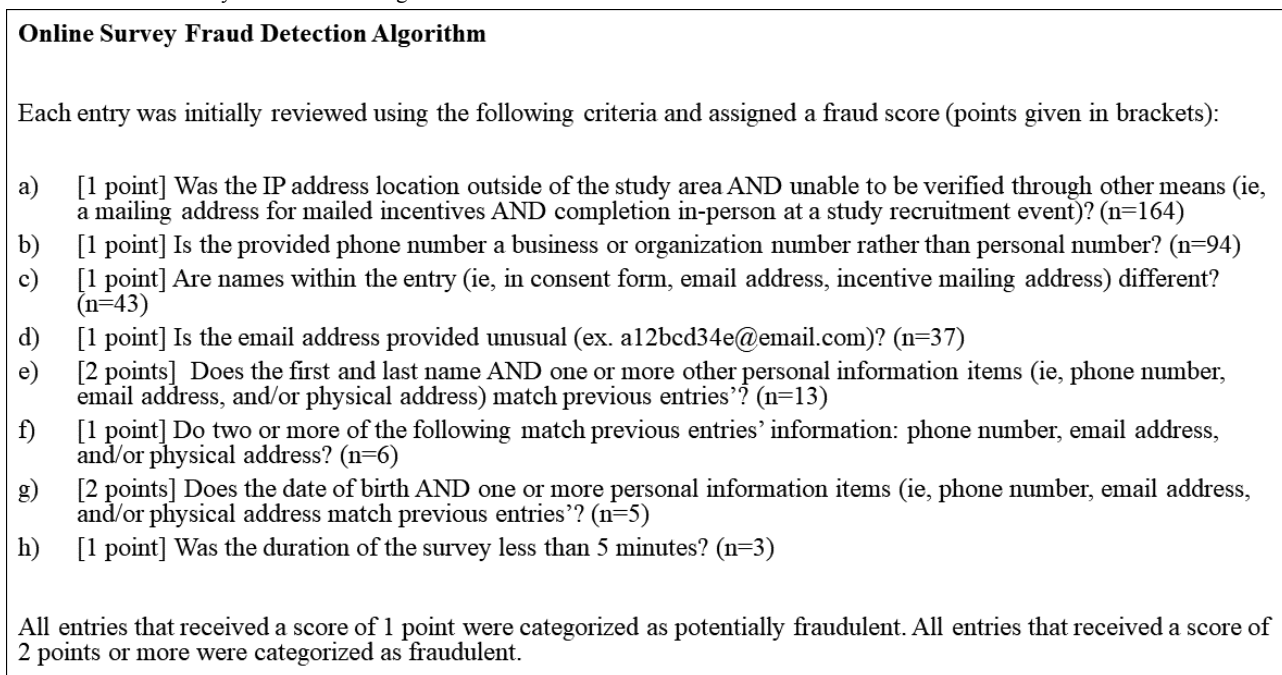 Online Survey Fraud Detection Algorithm
Each entry was initially reviewed using the following criteria and assigned a fraud score (points given in brackets):
a) [1 point] Was the IP address location outside of the study area AND unable to be verified through other means (ie,
a mailing address for mailed incentives AND completion in-person at a study recruitment event)? (n=164)
b) [1 point] Is the provided phone number a business or organization number rather than personal number? (n=94)
c) [1 point] Are names within the entry (ie, in consent form, email address, incentive mailing address) different?
(n=43)
d) [1 point] Is the email address provided unusual (ex. a12bcd34e@email.com)? (n=37)
e) [2 points] Does the first and last name AND one or more other personal information items (ie, phone number,
email address, and/or physical address) match previous entries’? (n=13)
f) [1 point] Do two or more of the following match previous entries’ information: phone number, email address,
and/or physical address? (n=6)
g) [2 points] Does the date of birth AND one or more personal information items (ie, phone number, email address,
and/or physical address match previous entries’? (n=5)
h) [1 point] Was the duration of the survey less than 5 minutes? (n=3)
All entries that received a score of 1 point were categorized as potentially fraudulent. All entries that received a score of
2 points or more were categorized as fraudulent.